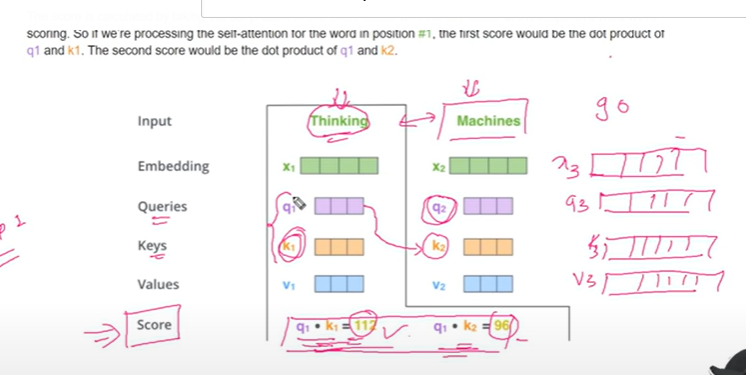 scoring. So if we're processing the self-attention for the word in position #1, the first score would be the dot product of
q1 and k1. The second score would be the dot product of q1 and k2.
go
Input Thinking Machines
Embedding x₁ x₂ x₃
Queries q₁ q₂ q₃
Keys k₁ k₂ k₃
Values v₁ v₂ v₃
Score q₁ • k₁ = 112 q₁ • k₂ = 96